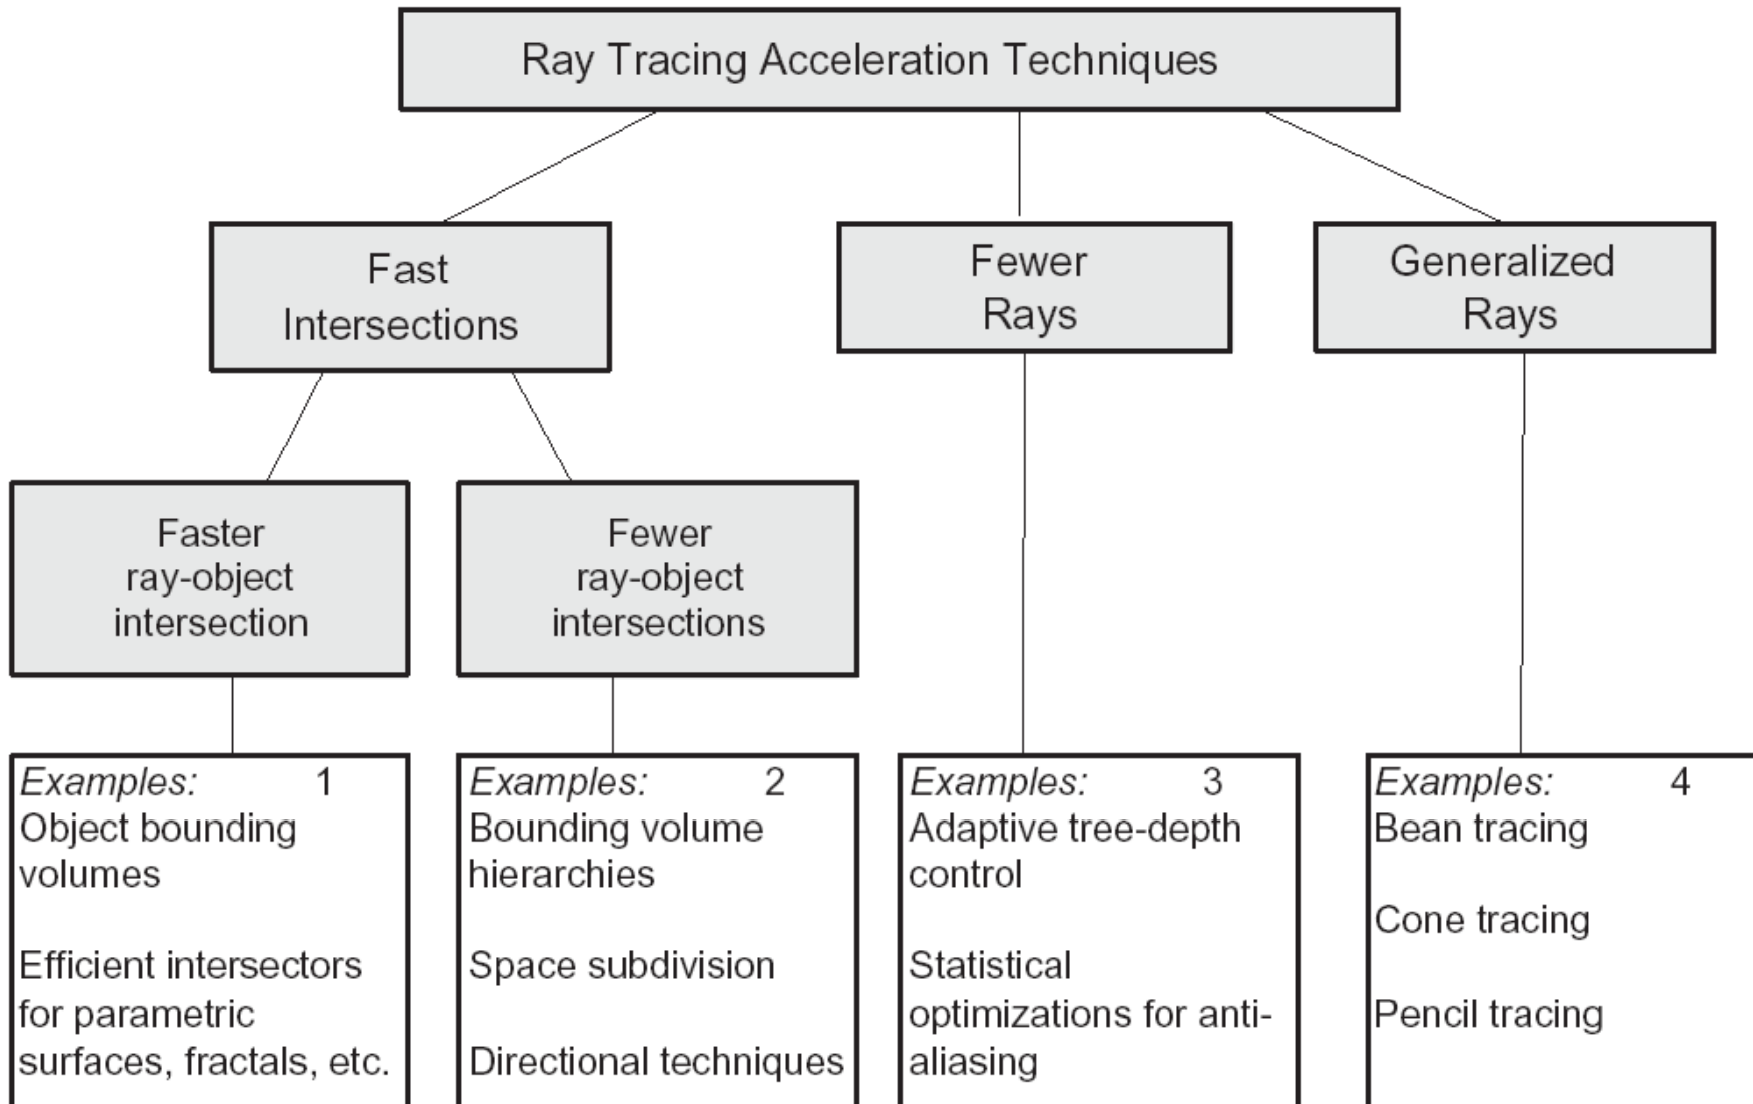 Ray Tracing Acceleration Techniques
Fast
Intersections
Fewer
Rays
Generalized
Rays
Faster
ray-object
intersection
Fewer
ray-object
intersections
Examples: 1
Object bounding
volumes
Efficient intersectors
for parametric
surfaces, fractals, etc.
Examples: 2
Bounding volume
hierarchies
Space subdivision
Directional techniques
Examples: 3
Adaptive tree-depth
control
Statistical
optimizations for anti-
aliasing
Examples: 4
Bean tracing
Cone tracing
Pencil tracing